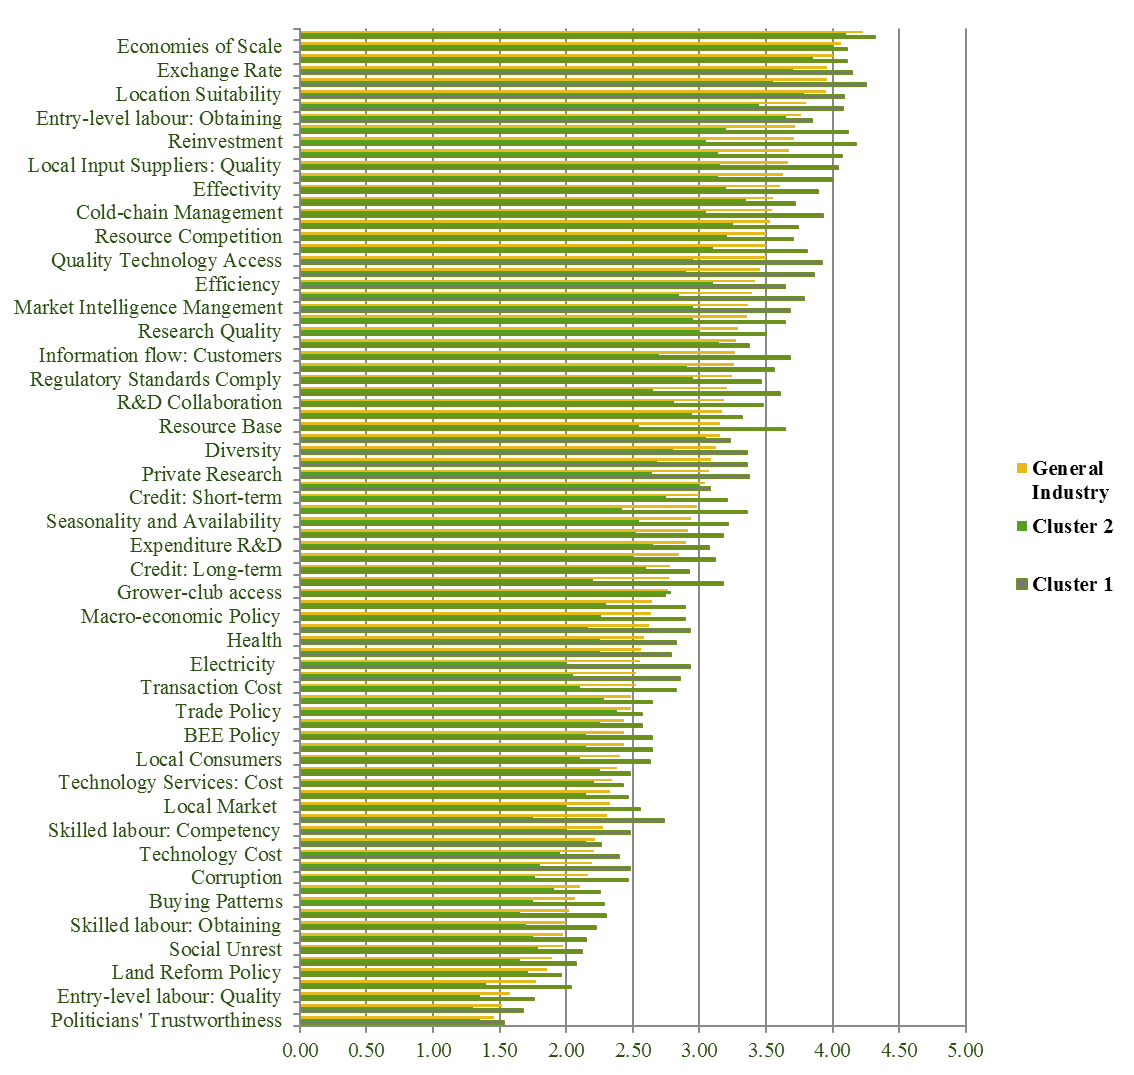 Economies of Scale
Exchange Rate
Location Suitability
Entry-level labour: Obtaining
Reinvestment
Local Input Suppliers: Quality
Effectivity
Cold-chain Management
Resource Competition
Quality Technology Access
Efficiency
Market Intelligence Mangement
Research Quality
Information flow: Customers
Regulatory Standards Comply
R&D Collaboration
Resource Base
Diversity
Private Research
Credit: Short-term
Seasonality and Availability
Expenditure R&D
Credit: Long-term
Grower-club access
Macro-economic Policy
Health
Electricity
Transaction Cost
Trade Policy
BEE Policy
Local Consumers
Technology Services: Cost
Local Market
Skilled labour: Competency
Technology Cost
Corruption
Buying Patterns
Skilled labour: Obtaining
Social Unrest
Land Reform Policy
Entry-level labour: Quality
Politicians' Trustworthiness
0.00 0.50 1.00 1.50 2.00 2.50 3.00 3.50 4.00 4.50 5.00
General
Industry
Cluster 2
Cluster 1